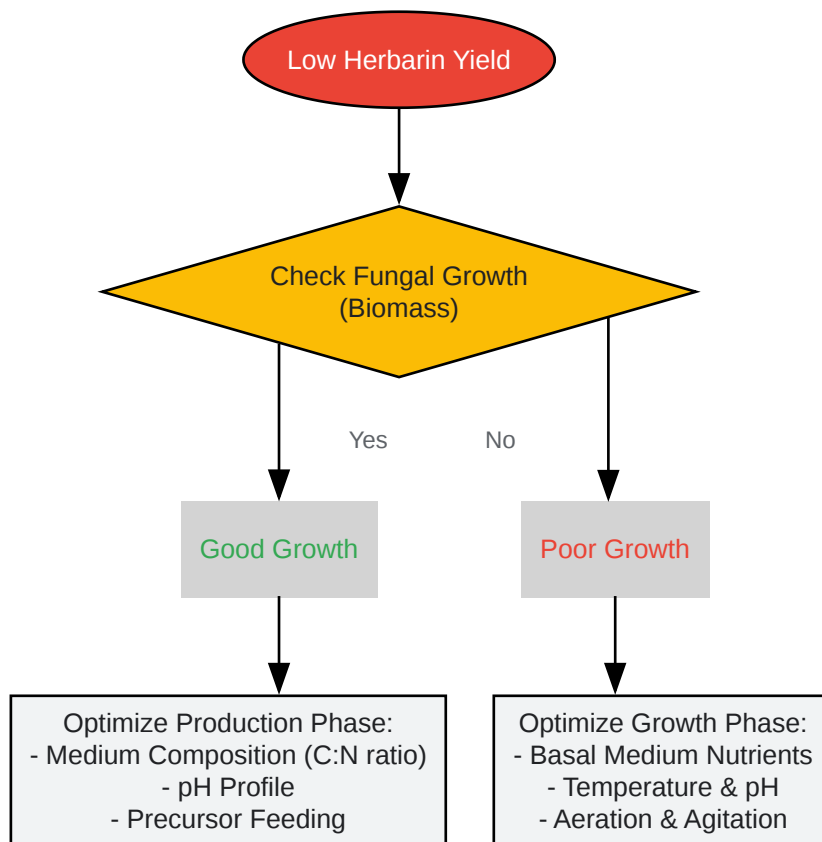 Low Herbarin Yield
Check Fungal Growth
(Biomass)
Yes
No
Good Growth
Poor Growth
Optimize Production Phase:
- Medium Composition (C:N ratio)
- pH Profile
- Precursor Feeding
Optimize Growth Phase:
- Basal Medium Nutrients
- Temperature & pH
- Aeration & Agitation